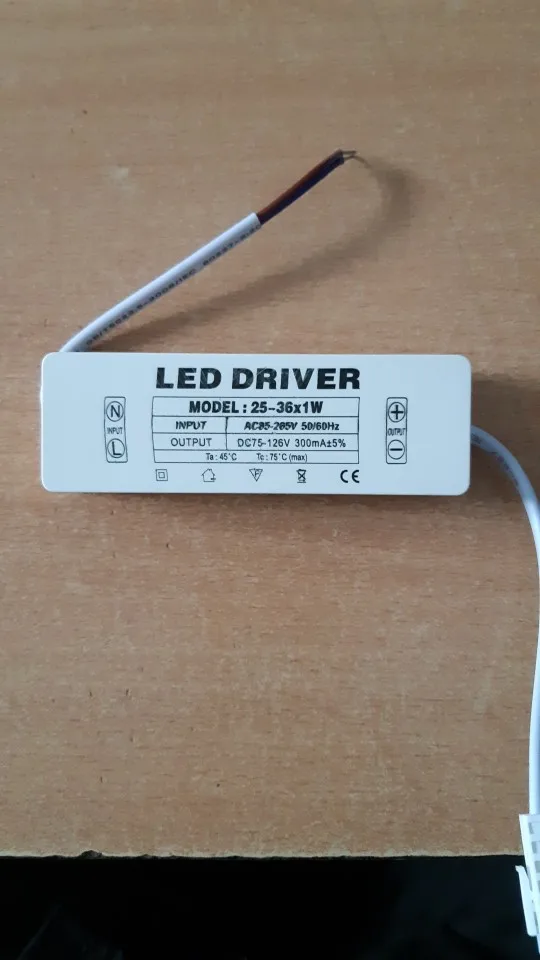 LED DRIVER
MODEL : 25-36x1W
INPUT AC85-265V 50/60Hz
OUTPUT DC75-126V 300mA±5%
Ta : 45°C Tc : 75°C (max)
N
INPUT
L
+
OUTPUT
−
F
CE